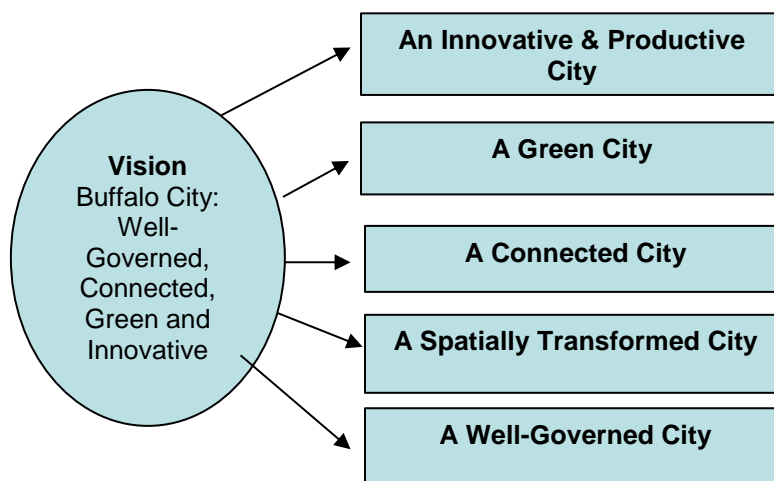 Vision
Buffalo City:
Well-
Governed,
Connected,
Green and
Innovative
An Innovative & Productive
City
A Green City
A Connected City
A Spatially Transformed City
A Well-Governed City